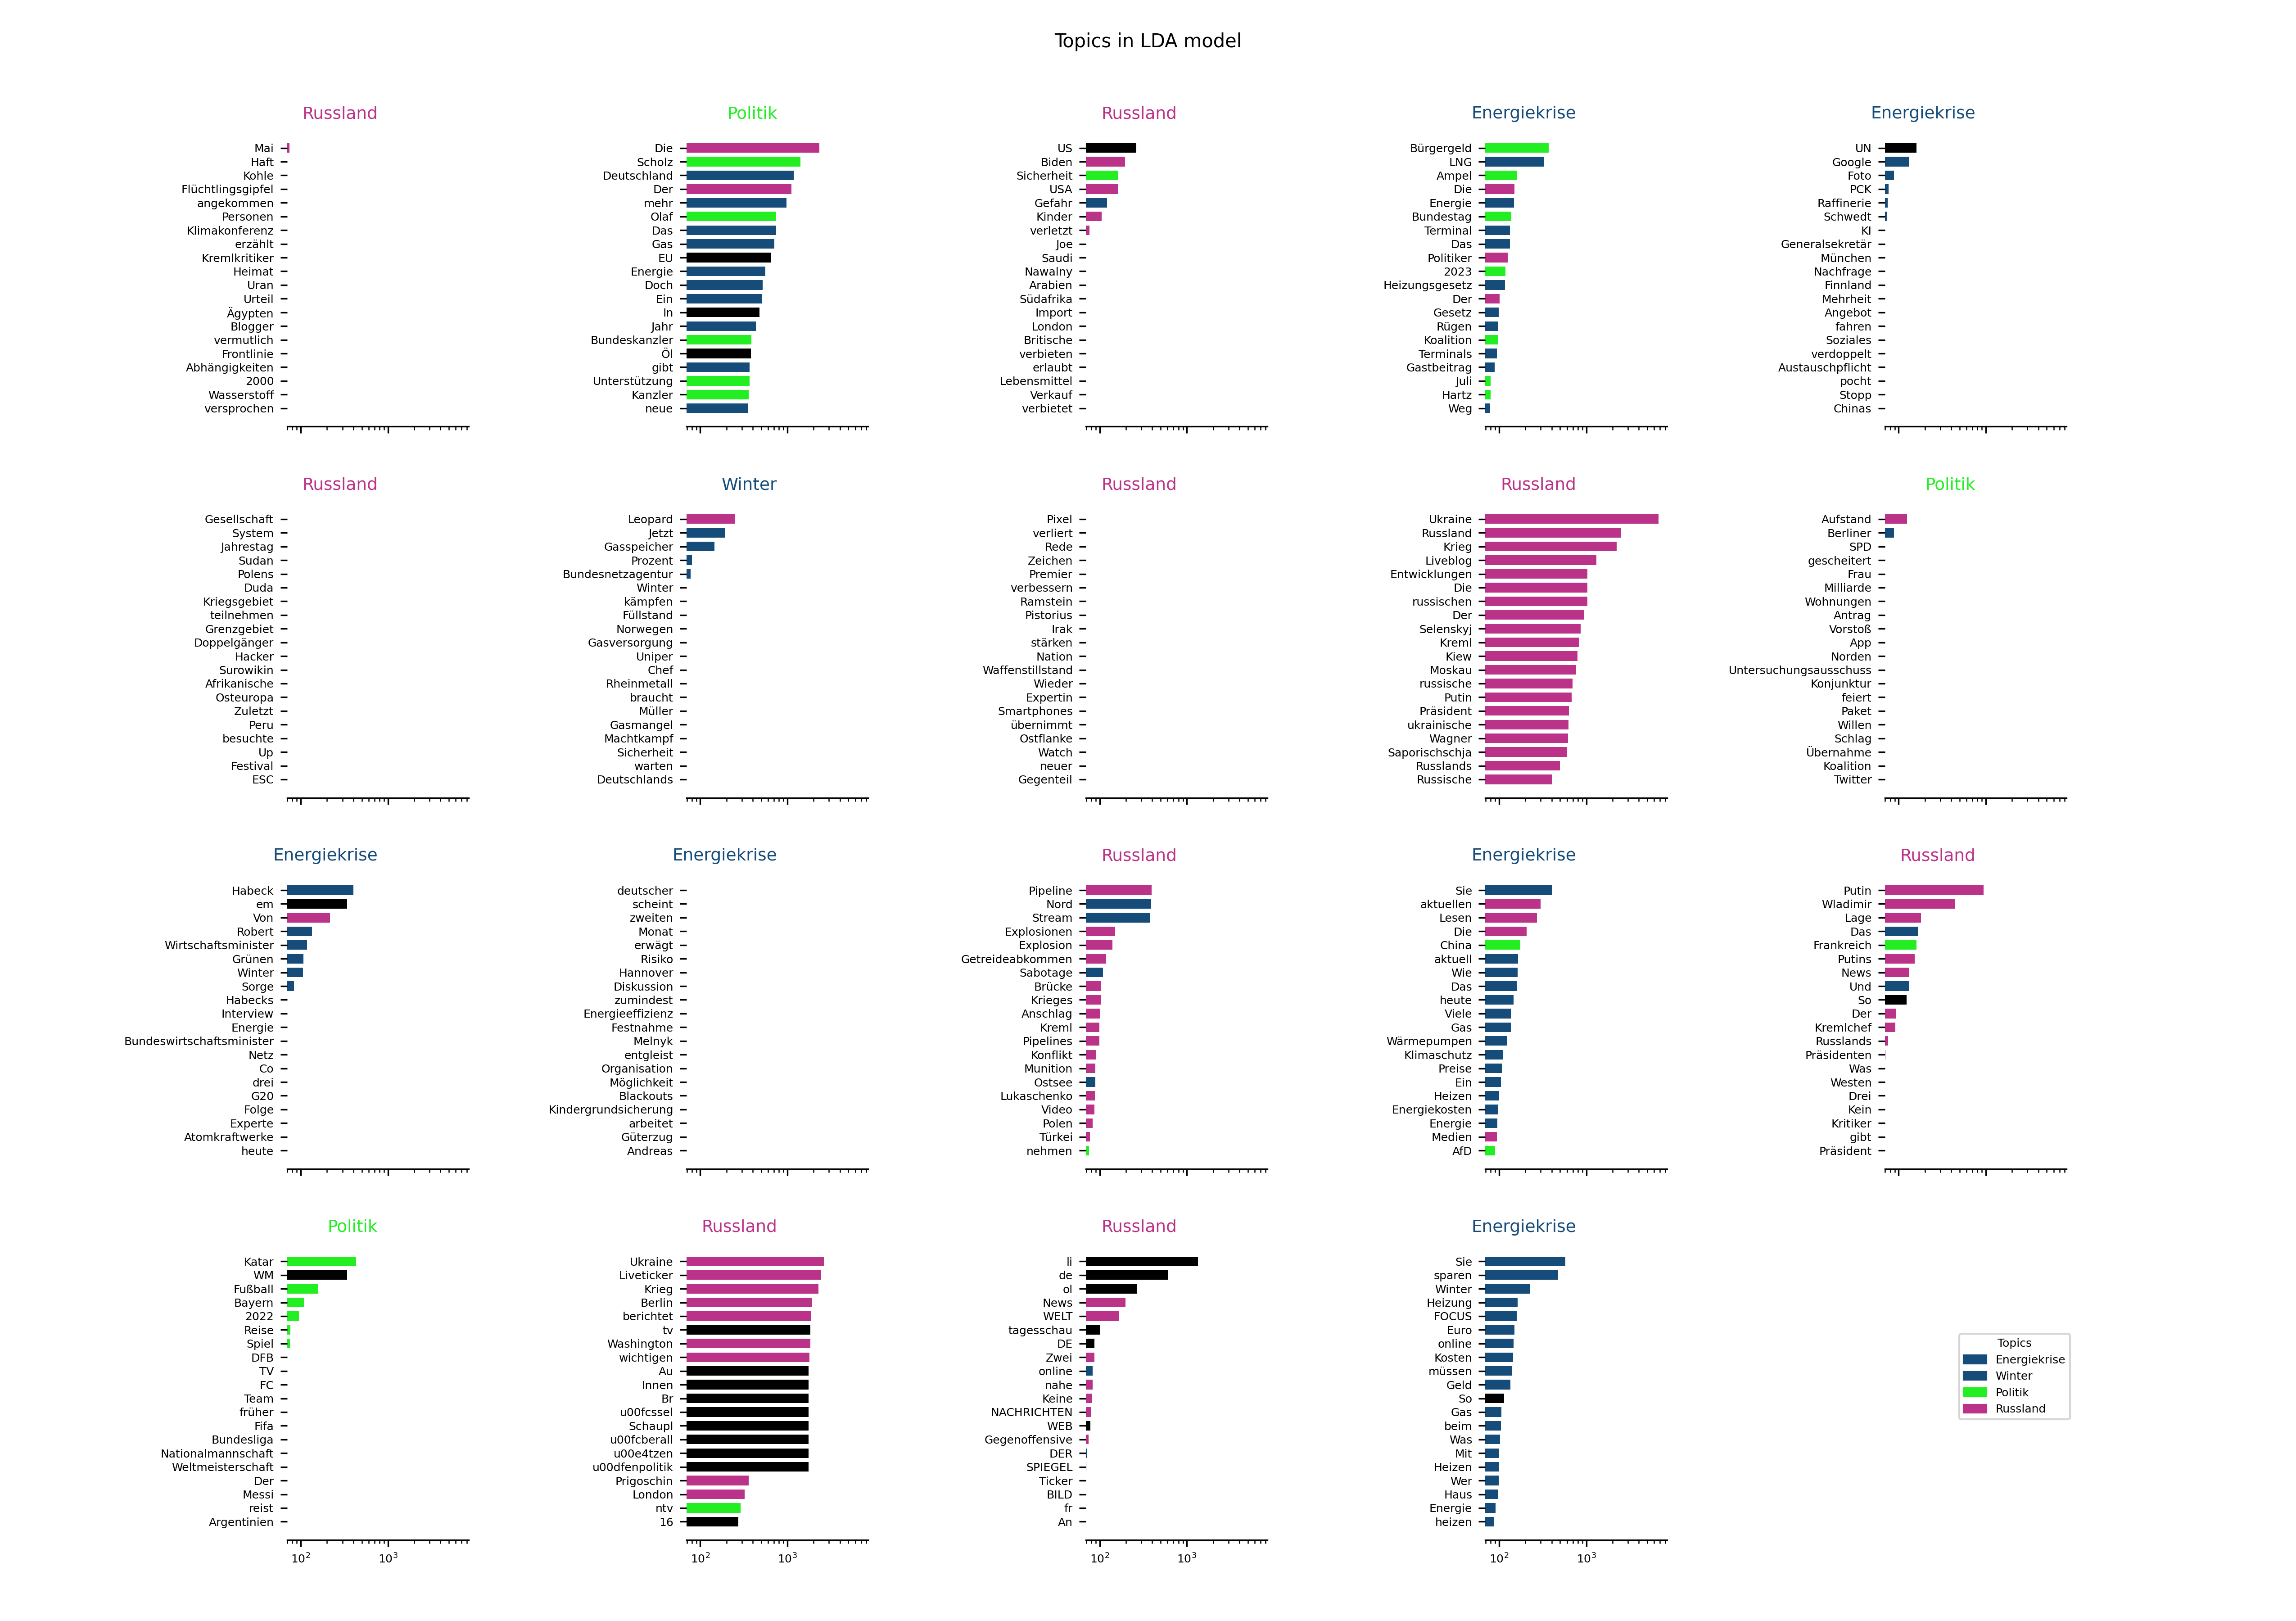 Topics in LDA model
Russland
Mai
Haft
Kohle
Flüchtlingsgipfel
angekommen
Personen
Klimakonferenz
erzählt
Kremlkritiker
Heimat
Uran
Urteil
Ägypten
Blogger
vermutlich
Frontlinie
Abhängigkeiten
2000
Wasserstoff
versprochen
Politik
Die
Scholz
Deutschland
Der
mehr
Olaf
Das
Gas
EU
Energie
Doch
Ein
In
Jahr
Bundeskanzler
Öl
gibt
Unterstützung
Kanzler
neue
Russland
US
Biden
Sicherheit
USA
Gefahr
Kinder
verletzt
Joe
Saudi
Nawalny
Arabien
Südafrika
Import
London
Britische
verbieten
erlaubt
Lebensmittel
Verkauf
verbietet
Energiekrise
Bürgergeld
LNG
Ampel
Die
Energie
Bundestag
Terminal
Das
Politiker
2023
Heizungsgesetz
Der
Gesetz
Rügen
Koalition
Terminals
Gastbeitrag
Juli
Hartz
Weg
Energiekrise
UN
Google
Foto
PCK
Raffinerie
Schwedt
KI
Generalsekretär
München
Nachfrage
Finnland
Mehrheit
Angebot
fahren
Soziales
verdoppelt
Austauschpflicht
pocht
Stopp
Chinas
Russland
Gesellschaft
System
Jahrestag
Sudan
Polens
Duda
Kriegsgebiet
teilnehmen
Grenzgebiet
Doppelgänger
Hacker
Surowikin
Afrikanische
Osteuropa
Zuletzt
Peru
besuchte
Up
Festival
ESC
Winter
Leopard
Jetzt
Gasspeicher
Prozent
Bundesnetzagentur
Winter
kämpfen
Füllstand
Norwegen
Gasversorgung
Uniper
Chef
Rheinmetall
braucht
Müller
Gasmangel
Machtkampf
Sicherheit
warten
Deutschlands
Russland
Pixel
verliert
Rede
Zeichen
Premier
verbessern
Ramstein
Pistorius
Irak
stärken
Nation
Waffenstillstand
Wieder
Expertin
Smartphones
übernimmt
Ostflanke
Watch
neuer
Gegenteil
Russland
Ukraine
Russland
Krieg
Liveblog
Entwicklungen
Die
russischen
Der
Selenskyj
Kreml
Kiew
Moskau
russische
Putin
Präsident
ukrainische
Wagner
Saporischschja
Russlands
Russische
Politik
Aufstand
Berliner
SPD
gescheitert
Frau
Milliarde
Wohnungen
Antrag
Vorstoß
App
Norden
Untersuchungsausschuss
Konjunktur
feiert
Paket
Willen
Schlag
Übernahme
Koalition
Twitter
Energiekrise
Habeck
em
Von
Robert
Wirtschaftsminister
Grünen
Winter
Sorge
Habecks
Interview
Energie
Bundeswirtschaftsminister
Netz
Co
drei
G20
Folge
Experte
Atomkraftwerke
heute
Energiekrise
deutscher
scheint
zweiten
Monat
erwägt
Risiko
Hannover
Diskussion
zumindest
Energieeffizienz
Festnahme
Melnyk
entgleist
Organisation
Möglichkeit
Blackouts
Kindergrundsicherung
arbeitet
Güterzug
Andreas
Russland
Pipeline
Nord
Stream
Explosionen
Explosion
Getreideabkommen
Sabotage
Brücke
Krieges
Anschlag
Kreml
Pipelines
Konflikt
Munition
Ostsee
Lukaschenko
Video
Polen
Türkei
nehmen
Energiekrise
Sie
aktuellen
Lesen
Die
China
aktuell
Wie
Das
heute
Viele
Gas
Wärmepumpen
Klimaschutz
Preise
Ein
Heizen
Energiekosten
Energie
Medien
AfD
Russland
Putin
Wladimir
Lage
Das
Frankreich
Putins
News
Und
So
Der
Kremlchef
Russlands
Präsidenten
Was
Westen
Drei
Kein
Kritiker
gibt
Präsident
Politik
Katar
WM
Fußball
Bayern
2022
Reise
Spiel
DFB
TV
FC
Team
früher
Fifa
Bundesliga
Nationalmannschaft
Weltmeisterschaft
Der
Messi
reist
Argentinien
10² 10³
Russland
Ukraine
Liveticker
Krieg
Berlin
berichtet
tv
Washington
wichtigen
Au
Innen
Br
u00fcssel
Schaupl
u00fcberall
u00e4tzen
u00dfenpolitik
Prigoschin
London
ntv
16
10² 10³
Russland
li
de
ol
News
WELT
tagesschau
DE
Zwei
online
nahe
Keine
NACHRICHTEN
WEB
Gegenoffensive
DER
SPIEGEL
Ticker
BILD
fr
An
10² 10³
Energiekrise
Sie
sparen
Winter
Heizung
FOCUS
Euro
online
Kosten
müssen
Geld
So
Gas
beim
Was
Mit
Heizen
Wer
Haus
Energie
heizen
10² 10³
Topics
Energiekrise
Winter
Politik
Russland